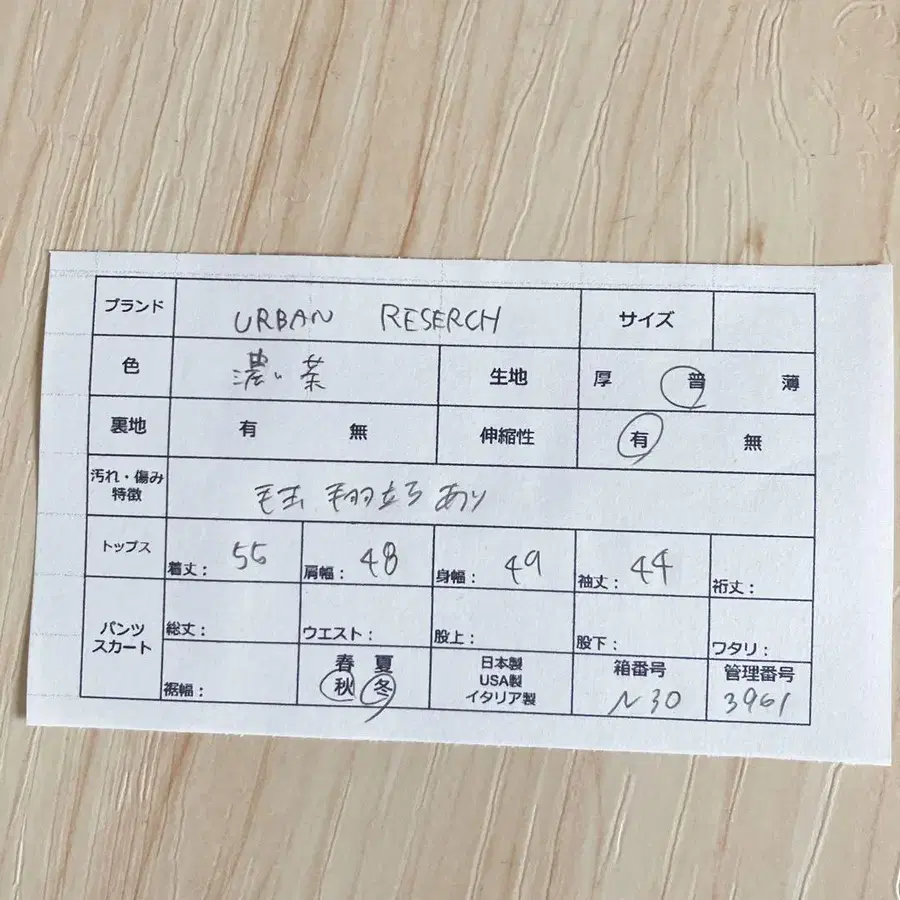 ブランド URBAN RESERCH サイズ
色 濃い茶 生地 厚 普 薄
裏地 有 無 伸縮性 有 無
汚れ・傷み
特徴 毛玉 毛羽立ちあり
トップス 着丈： 55 肩幅： 48 身幅： 49 袖丈： 44 裄丈：
パンツ
スカート 総丈： ウエスト： 股上： 股下： ワタリ：
裾幅： 春 夏
秋 冬
日本製
USA製
イタリア製
箱番号
N30
管理番号
3961